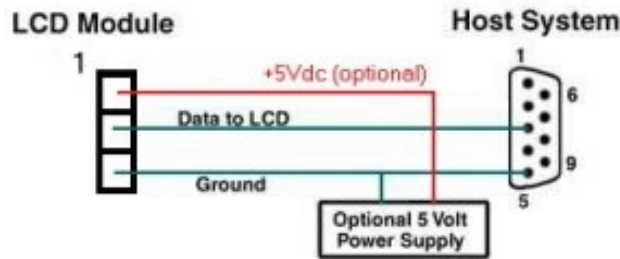 LCD Module
Host System
1
1
+5Vdc (optional)
6
Data to LCD
9
Ground
5
Optional 5 Volt
Power Supply